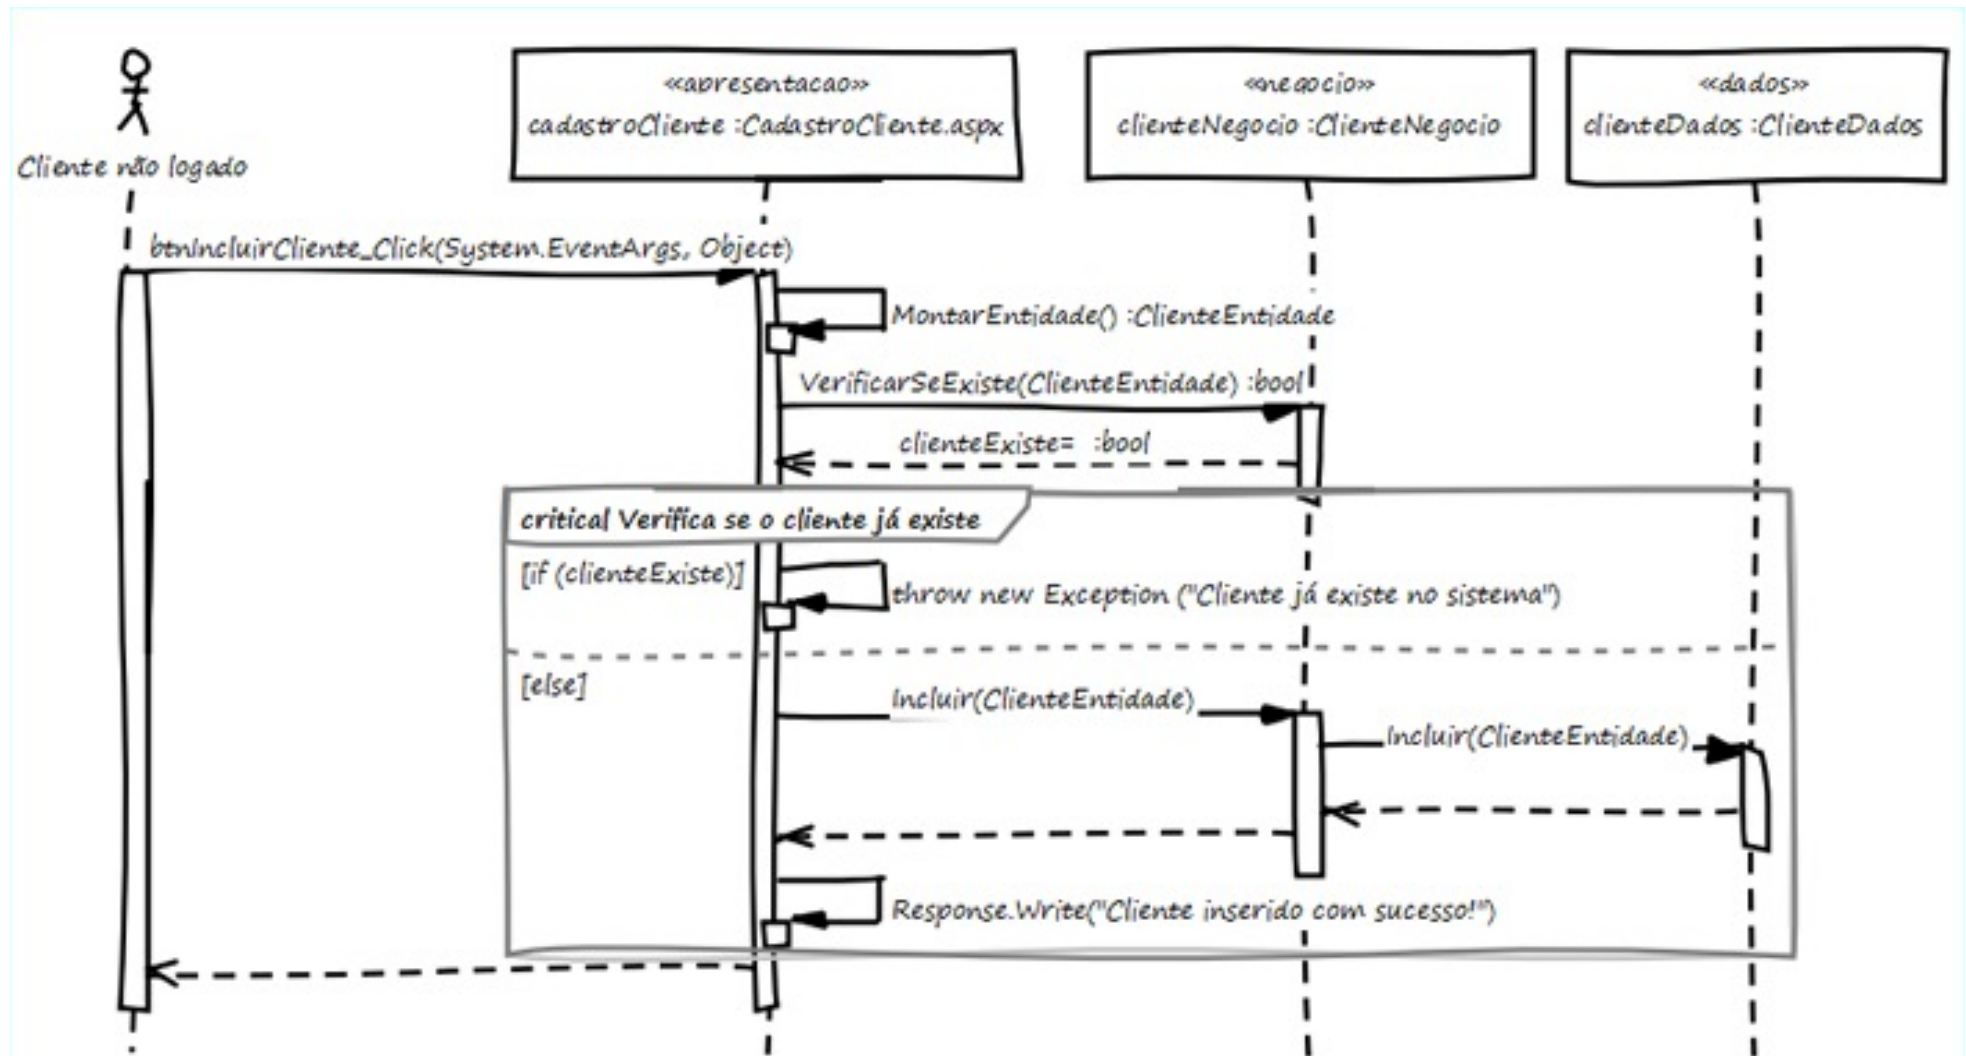 «apresentacao»
cadastroCliente :CadastroCliente.aspx
«negocio»
clienteNegocio :ClienteNegocio
«dados»
clienteDados :ClienteDados
Cliente não logado
btnIncluirCliente_Click(System.EventArgs, Object)
MontarEntidade() :ClienteEntidade
VerificarSeExiste(ClienteEntidade) :bool
clienteExiste= :bool
critical Verifica se o cliente já existe
[if (clienteExiste)]
throw new Exception ("Cliente já existe no sistema")
[else]
Incluir(ClienteEntidade)
Incluir(ClienteEntidade)
Response.Write("Cliente inserido com sucesso!")